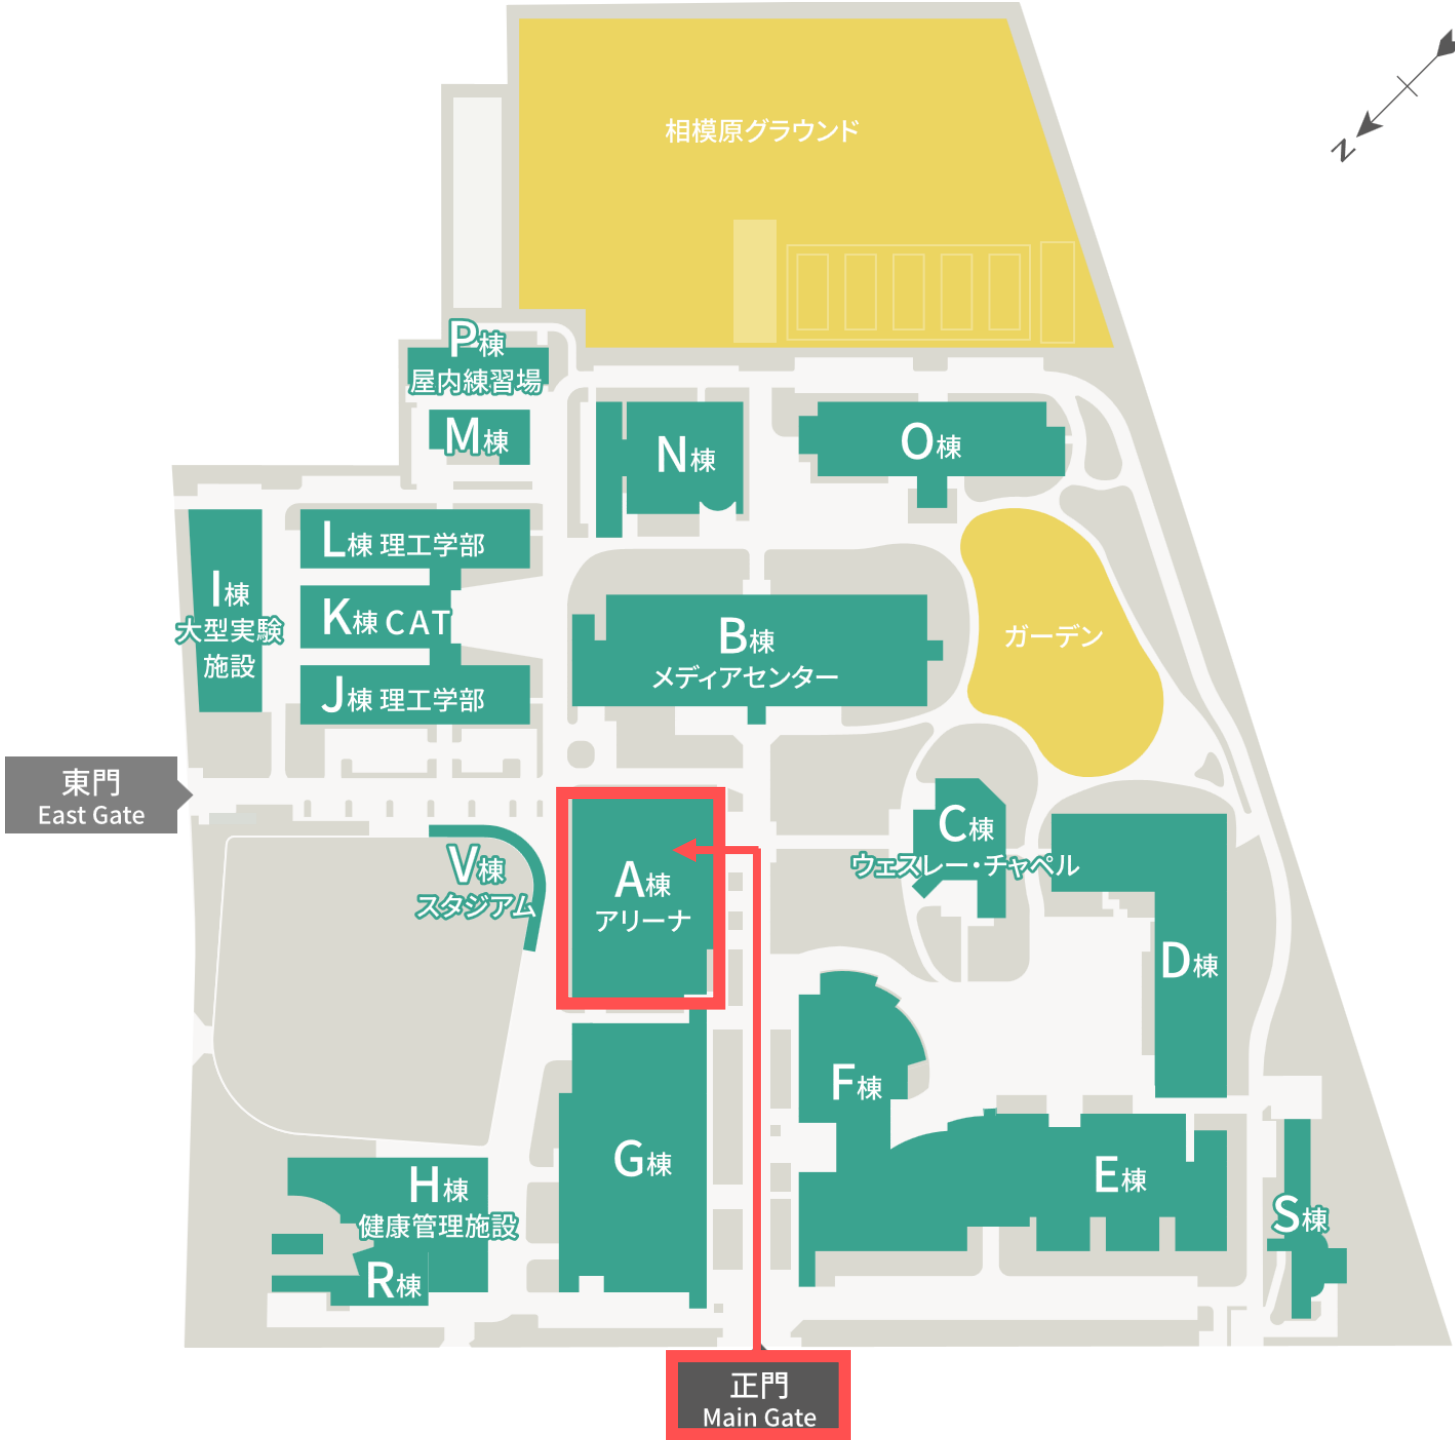 相模原グラウンド
N
P棟
屋内練習場
M棟
N棟
O棟
L棟 理工学部
I棟
大型実験
施設
K棟 CAT
B棟
メディアセンター
ガーデン
J棟 理工学部
東門
East Gate
C棟
ウェスレー・チャペル
V棟
スタジアム
A棟
アリーナ
D棟
F棟
G棟
E棟
H棟
健康管理施設
S棟
R棟
正門
Main Gate